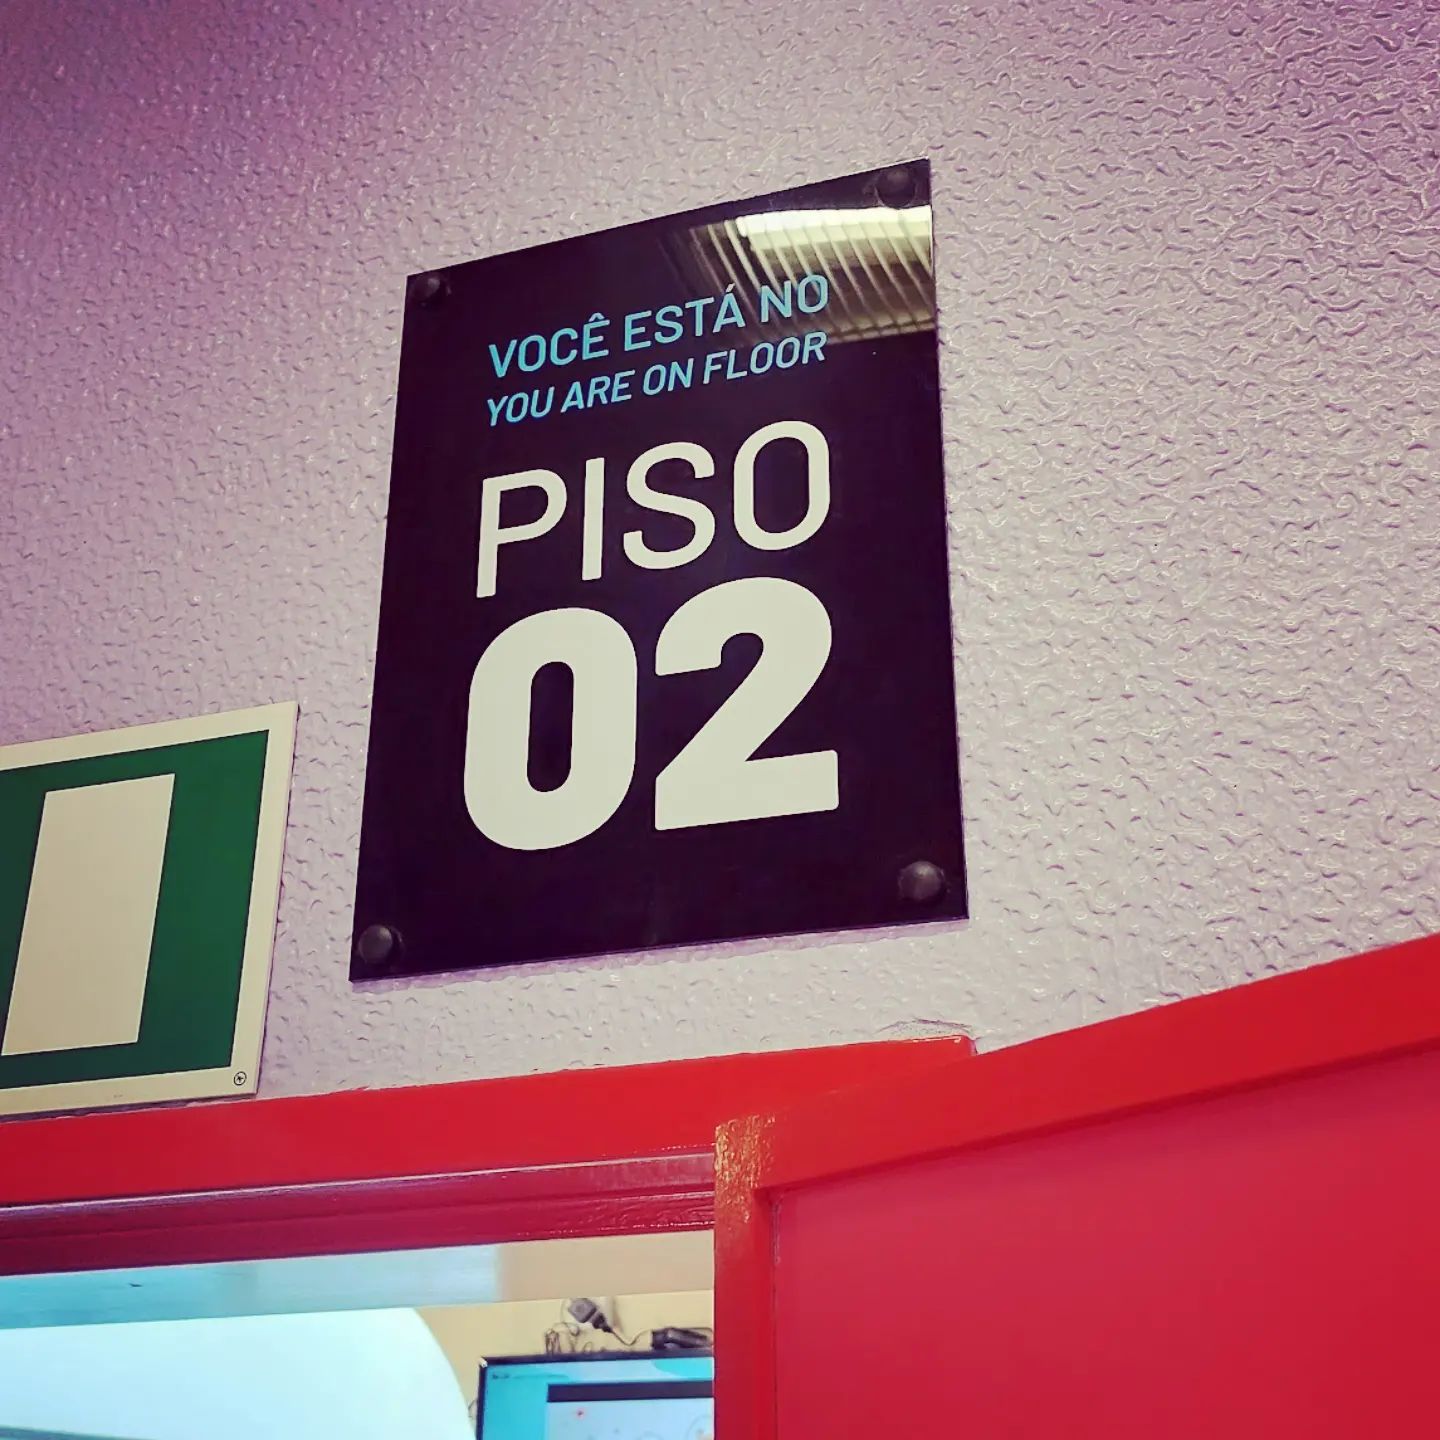 VOCÊ ESTÁ NO
YOU ARE ON FLOOR
PISO
02